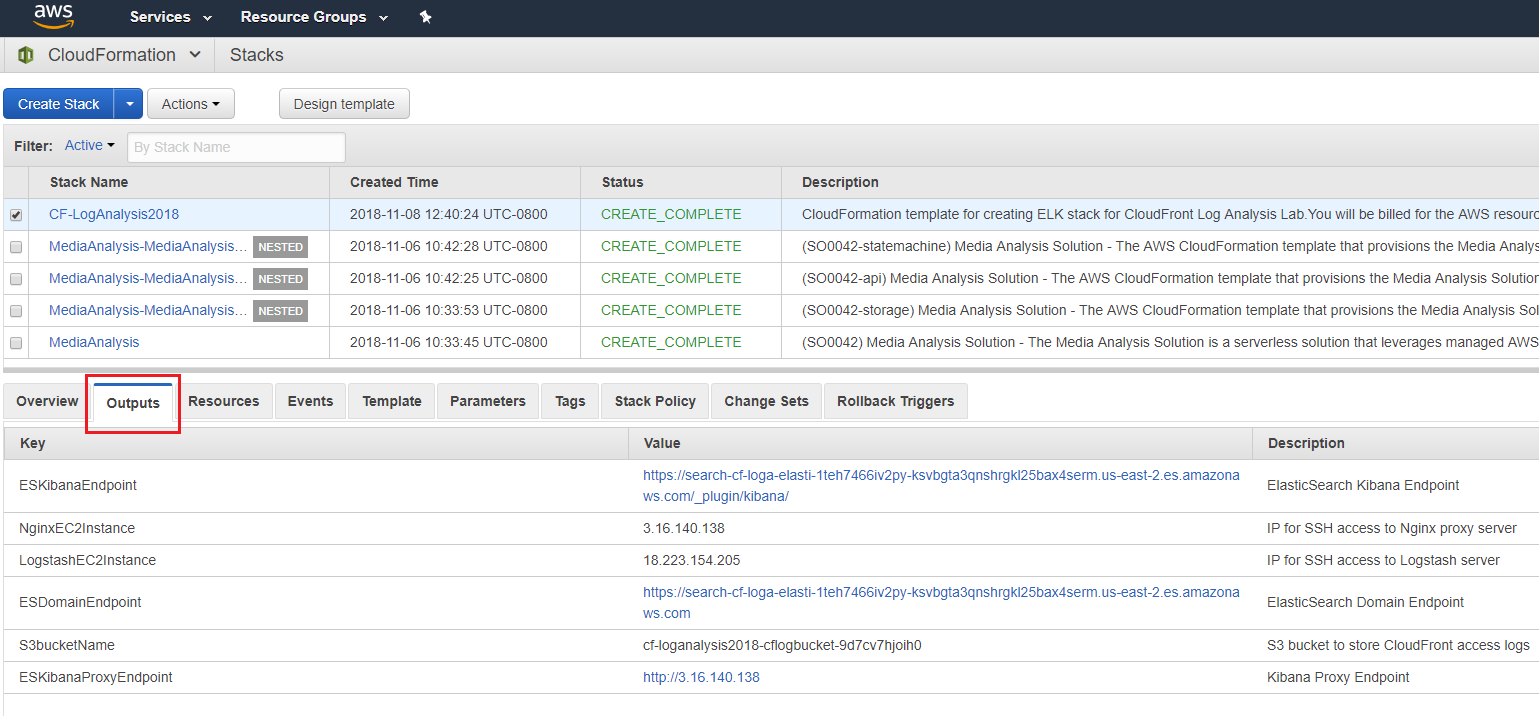 aws Services Resource Groups
CloudFormation Stacks
Create Stack Actions Design template
Filter: Active By Stack Name
Stack Name Created Time Status Description
CF-LogAnalysis2018 2018-11-08 12:40:24 UTC-0800 CREATE_COMPLETE CloudFormation template for creating ELK stack for CloudFront Log Analysis Lab.You will be billed for the AWS resourc
MediaAnalysis-MediaAnalysis... NESTED 2018-11-06 10:42:28 UTC-0800 CREATE_COMPLETE (SO0042-statemachine) Media Analysis Solution - The AWS CloudFormation template that provisions the Media Analys
MediaAnalysis-MediaAnalysis... NESTED 2018-11-06 10:42:25 UTC-0800 CREATE_COMPLETE (SO0042-api) Media Analysis Solution - The AWS CloudFormation template that provisions the Media Analysis Solution
MediaAnalysis-MediaAnalysis... NESTED 2018-11-06 10:33:53 UTC-0800 CREATE_COMPLETE (SO0042-storage) Media Analysis Solution - The AWS CloudFormation template that provisions the Media Analysis Solu
MediaAnalysis 2018-11-06 10:33:45 UTC-0800 CREATE_COMPLETE (SO0042) Media Analysis Solution - The Media Analysis Solution is a serverless solution that leverages managed AWS
Overview Outputs Resources Events Template Parameters Tags Stack Policy Change Sets Rollback Triggers
Key Value Description
ESKibanaEndpoint https://search-cf-loga-elasti-1teh7466iv2py-ksvbgta3qnshrgkl25bax4serm.us-east-2.es.amazona
ws.com/_plugin/kibana/ ElasticSearch Kibana Endpoint
NginxEC2Instance 3.16.140.138 IP for SSH access to Nginx proxy server
LogstashEC2Instance 18.223.154.205 IP for SSH access to Logstash server
ESDomainEndpoint https://search-cf-loga-elasti-1teh7466iv2py-ksvbgta3qnshrgkl25bax4serm.us-east-2.es.amazona
ws.com ElasticSearch Domain Endpoint
S3bucketName cf-loganalysis2018-cflogbucket-9d7cv7hjoih0 S3 bucket to store CloudFront access logs
ESKibanaProxyEndpoint http://3.16.140.138 Kibana Proxy Endpoint